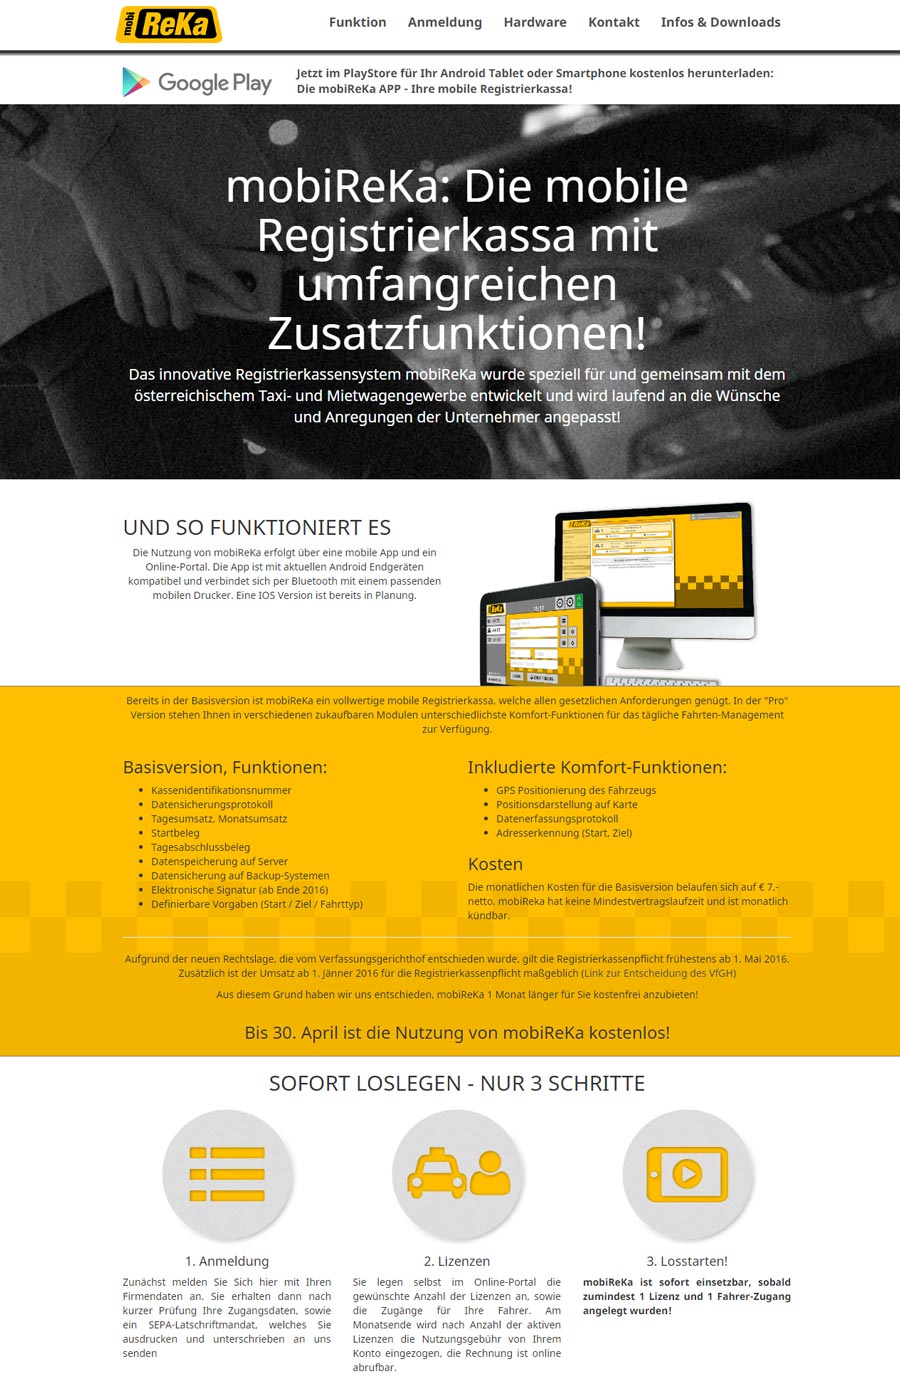 mobi ReKa
Funktion Anmeldung Hardware Kontakt Infos & Downloads
Google Play
Jetzt im PlayStore für Ihr Android Tablet oder Smartphone kostenlos herunterladen:
Die mobiReKa APP - Ihre mobile Registrierkassa!
mobiReKa: Die mobile
Registrierkassa mit
umfangreichen
Zusatzfunktionen!
Das innovative Registrierkassensystem mobiReKa wurde speziell für und gemeinsam mit dem
österreichischem Taxi- und Mietwagengewerbe entwickelt und wird laufend an die Wünsche
und Anregungen der Unternehmer angepasst!
UND SO FUNKTIONIERT ES
Die Nutzung von mobiReKa erfolgt über eine mobile App und ein
Online-Portal. Die App ist mit aktuellen Android Endgeräten
kompatibel und verbindet sich per Bluetooth mit einem passenden
mobilen Drucker. Eine IOS Version ist bereits in Planung.
ReKa
15:17
Bereits in der Basisversion ist mobiReKa ein vollwertige mobile Registrierkassa, welche allen gesetzlichen Anforderungen genügt. In der "Pro"
Version stehen Ihnen in verschiedenen zukaufbaren Modulen unterschiedlichste Komfort-Funktionen für das tägliche Fahrten-Management
zur Verfügung.
Basisversion, Funktionen:
Kassenidentifikationsnummer
Datensicherungsprotokoll
Tagesumsatz, Monatsumsatz
Startbeleg
Tagesabschlussbeleg
Datenspeicherung auf Server
Datensicherung auf Backup-Systemen
Elektronische Signatur (ab Ende 2016)
Definierbare Vorgaben (Start / Ziel / Fahrttyp)
Inkludierte Komfort-Funktionen:
GPS Positionierung des Fahrzeugs
Positionsdarstellung auf Karte
Datenerfassungsprotokoll
Adresserkennung (Start, Ziel)
Kosten
Die monatlichen Kosten für die Basisversion belaufen sich auf € 7,-
netto. mobiReka hat keine Mindestvertragslaufzeit und ist monatlich
kündbar.
Aufgrund der neuen Rechtslage, die vom Verfassungsgerichthof entschieden wurde, gilt die Registrierkassenpflicht frühestens ab 1. Mai 2016.
Zusätzlich ist der Umsatz ab 1. Jänner 2016 für die Registrierkassenpflicht maßgeblich (Link zur Entscheidung des VfGH)
Aus diesem Grund haben wir uns entschieden, mobiReKa 1 Monat länger für Sie kostenfrei anzubieten!
Bis 30. April ist die Nutzung von mobiReKa kostenlos!
SOFORT LOSLEGEN - NUR 3 SCHRITTE
1. Anmeldung
Zunächst melden Sie Sich hier mit Ihren
Firmendaten an. Sie erhalten dann nach
kurzer Prüfung Ihre Zugangsdaten, sowie
ein SEPA-Latschriftmandat, welches Sie
ausdrucken und unterschrieben an uns
senden
2. Lizenzen
Sie legen selbst im Online-Portal die
gewünschte Anzahl der Lizenzen an, sowie
die Zugänge für Ihre Fahrer. Am
Monatsende wird nach Anzahl der aktiven
Lizenzen die Nutzungsgebühr von Ihrem
Konto eingezogen, die Rechnung ist online
abrufbar.
3. Losstarten!
mobiReKa ist sofort einsetzbar, sobald
zumindest 1 Lizenz und 1 Fahrer-Zugang
angelegt wurden!